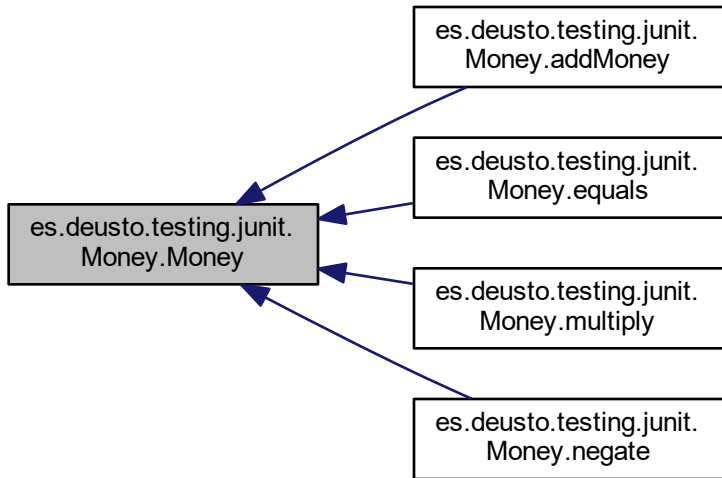 es.deusto.testing.junit.
Money.addMoney
es.deusto.testing.junit.
Money.equals
es.deusto.testing.junit.
Money.Money
es.deusto.testing.junit.
Money.multiply
es.deusto.testing.junit.
Money.negate